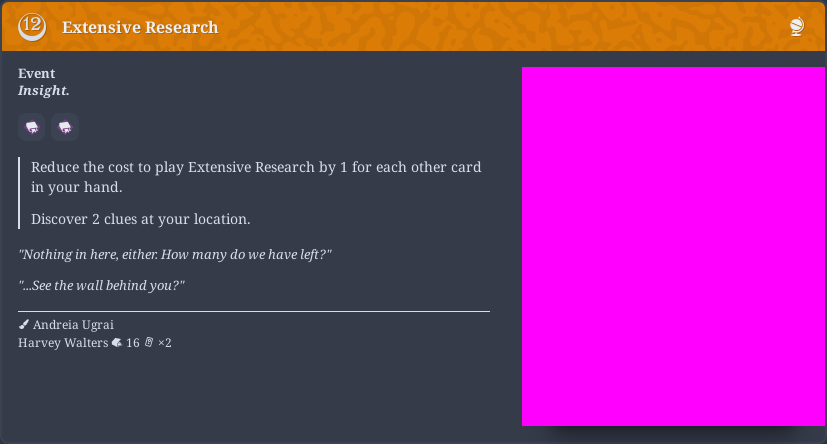 12 Extensive Research
Event
Insight.
Reduce the cost to play Extensive Research by 1 for each other card
in your hand.
Discover 2 clues at your location.
"Nothing in here, either. How many do we have left?"
"...See the wall behind you?"
Andreia Ugrai
Harvey Walters 16 ×2